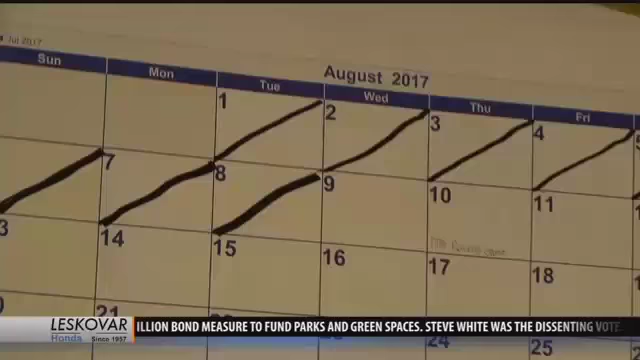 Jul 2017
August 2017
Sun Mon Tue Wed Thu Fri
1 2 3 4 5
7 8 9 10 11
3 14 15 16 17 18
21 24 25
LESKOVAR
Honda Since 1957
ILLION BOND MEASURE TO FUND PARKS AND GREEN SPACES. STEVE WHITE WAS THE DISSENTING VOTE